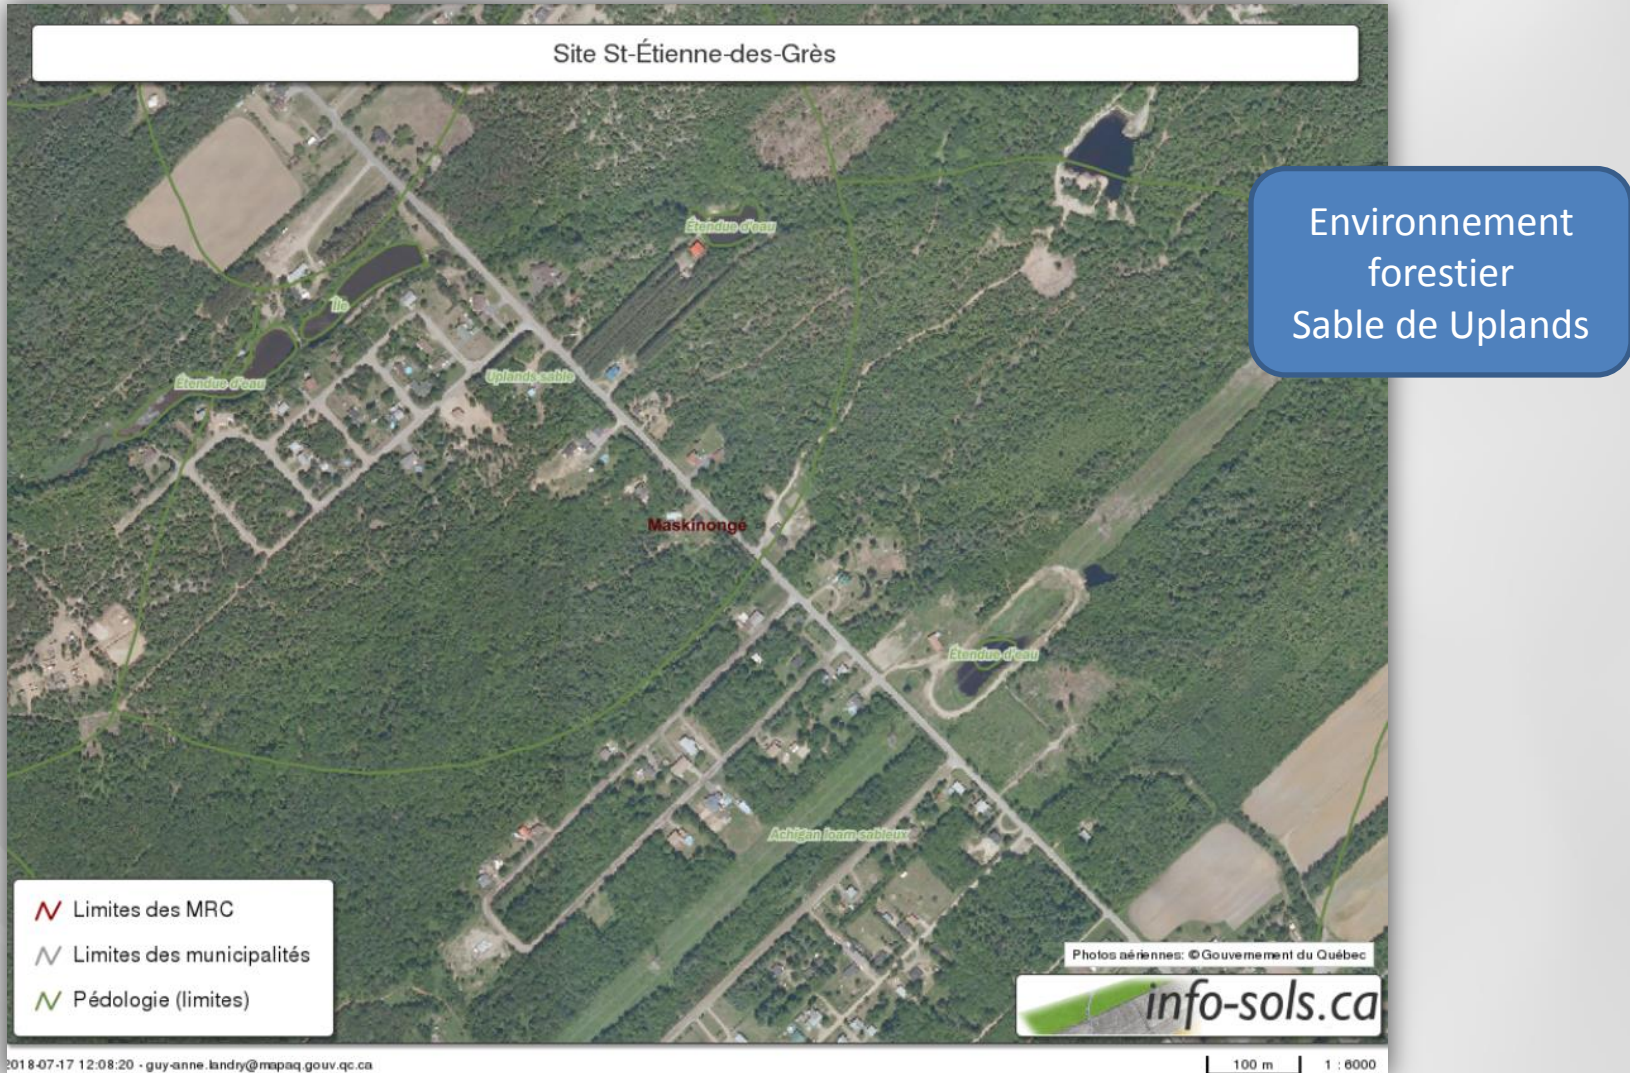 Site St-Étienne-des-Grès
Environnement
forestier
Sable de Uplands
Étendue d'eau
Île
Étendue d'eau
Uplands sable
Maskinongé
Étendue d'eau
Achigan loam sableux
Limites des MRC
Limites des municipalités
Pédologie (limites)
Photos aériennes: © Gouvernement du Québec
info-sols.ca
2018-07-17 12:08:20 - guy-anne.landry@mapaq.gouv.qc.ca
100 m 1 : 6000